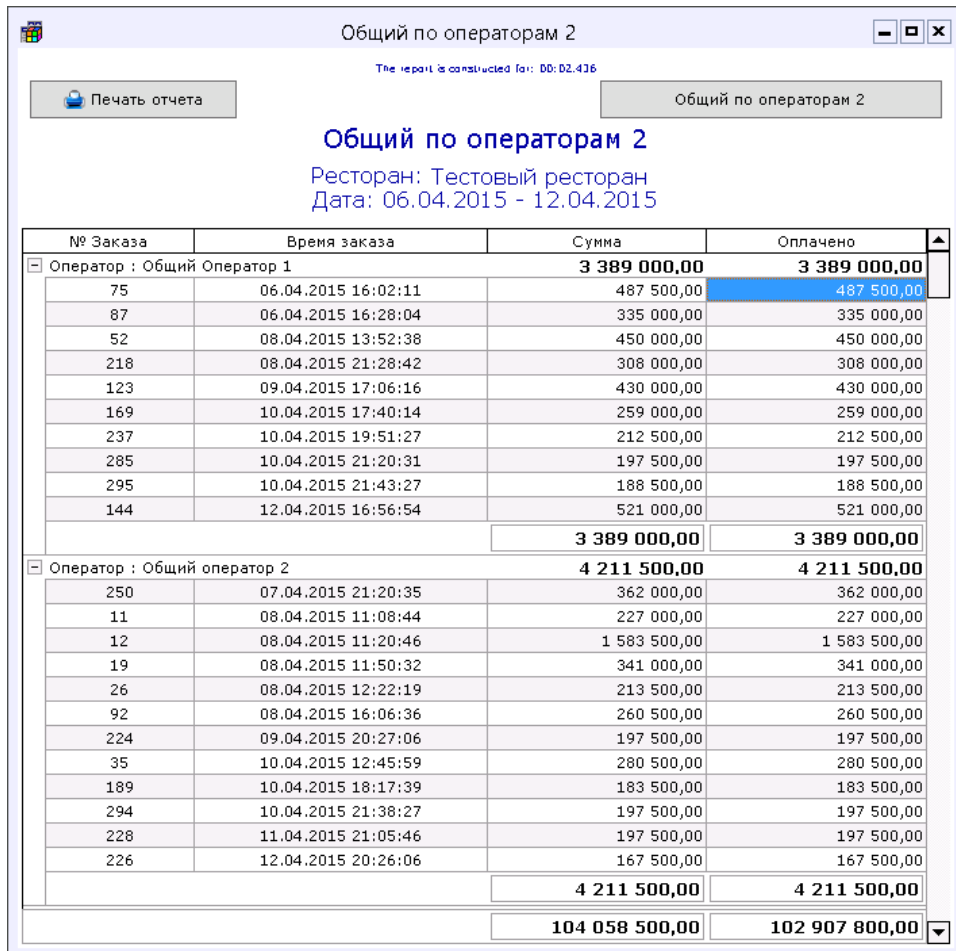 Общий по операторам 2
The report is constructed for: 00:02.436
Печать отчета Общий по операторам 2
Общий по операторам 2
Ресторан: Тестовый ресторан
Дата: 06.04.2015 - 12.04.2015
№ Заказа Время заказа Сумма Оплачено
Оператор : Общий Оператор 1 3 389 000,00 3 389 000,00
75 06.04.2015 16:02:11 487 500,00 487 500,00
87 06.04.2015 16:28:04 335 000,00 335 000,00
52 08.04.2015 13:52:38 450 000,00 450 000,00
218 08.04.2015 21:28:42 308 000,00 308 000,00
123 09.04.2015 17:06:16 430 000,00 430 000,00
169 10.04.2015 17:40:14 259 000,00 259 000,00
237 10.04.2015 19:51:27 212 500,00 212 500,00
285 10.04.2015 21:20:31 197 500,00 197 500,00
295 10.04.2015 21:43:27 188 500,00 188 500,00
144 12.04.2015 16:56:54 521 000,00 521 000,00
3 389 000,00 3 389 000,00
Оператор : Общий оператор 2 4 211 500,00 4 211 500,00
250 07.04.2015 21:20:35 362 000,00 362 000,00
11 08.04.2015 11:08:44 227 000,00 227 000,00
12 08.04.2015 11:20:46 1 583 500,00 1 583 500,00
19 08.04.2015 11:50:32 341 000,00 341 000,00
26 08.04.2015 12:22:19 213 500,00 213 500,00
92 08.04.2015 16:06:36 260 500,00 260 500,00
224 09.04.2015 20:27:06 197 500,00 197 500,00
35 10.04.2015 12:45:59 280 500,00 280 500,00
189 10.04.2015 18:17:39 183 500,00 183 500,00
294 10.04.2015 21:38:27 197 500,00 197 500,00
228 11.04.2015 21:05:46 197 500,00 197 500,00
226 12.04.2015 20:26:06 167 500,00 167 500,00
4 211 500,00 4 211 500,00
104 058 500,00 102 907 800,00